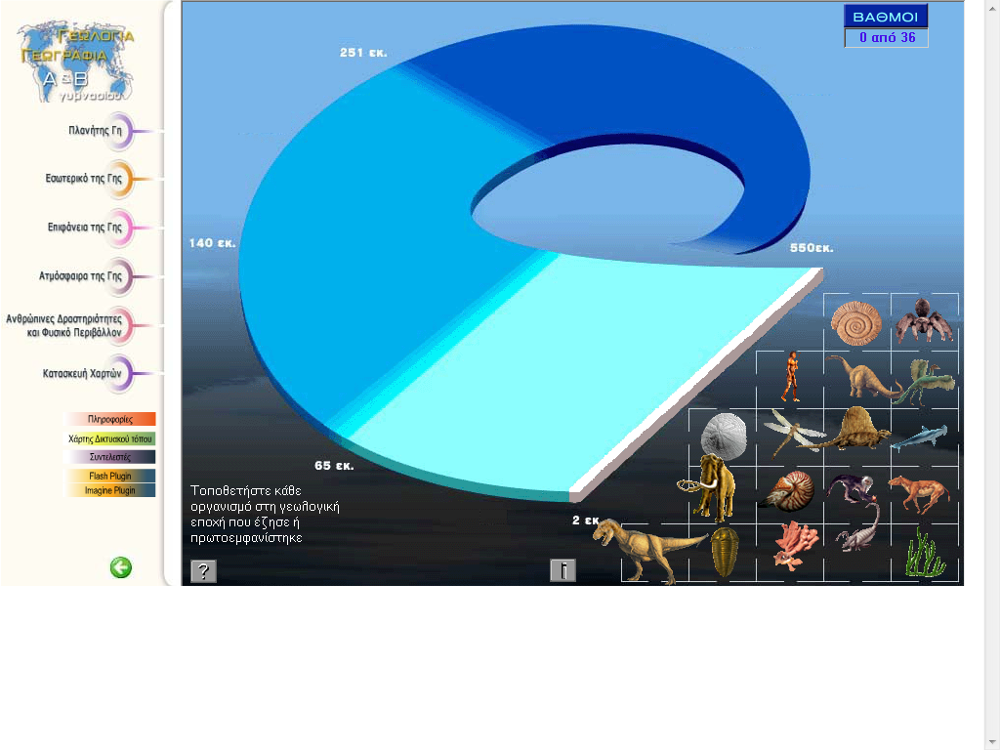 ΓΕΩΛΟΓΙΑ
ΓΕΩΓΡΑΦΙΑ
Α & Β
γυμνασίου
Πλανήτης Γη
Εσωτερικό της Γης
Επιφάνεια της Γης
Ατμόσφαιρα της Γης
Ανθρώπινες Δραστηριότητες
και Φυσικό Περιβάλλον
Κατασκευή Χαρτών
Πληροφορίες
Χάρτης Δικτυακού τόπου
Συντελεστές
Flash Plugin
Imagine Plugin
ΒΑΘΜΟΙ
0 από 36
251 εκ.
140 εκ.
550εκ.
65 εκ.
2 εκ.
Τοποθετήστε κάθε
οργανισμό στη γεωλογική
εποχή που έζησε ή
πρωτοεμφανίστηκε
?
i